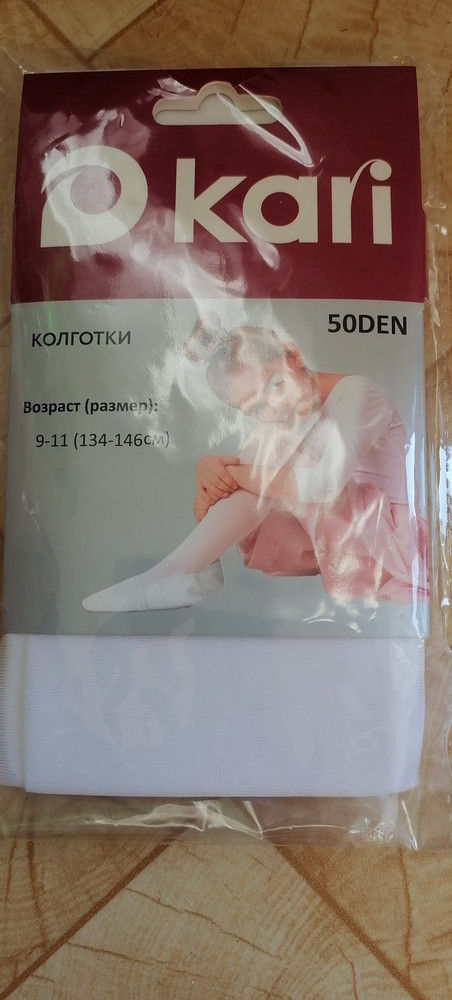 kari
КОЛГОТКИ
50DEN
Возраст (размер):
9-11 (134-146см)